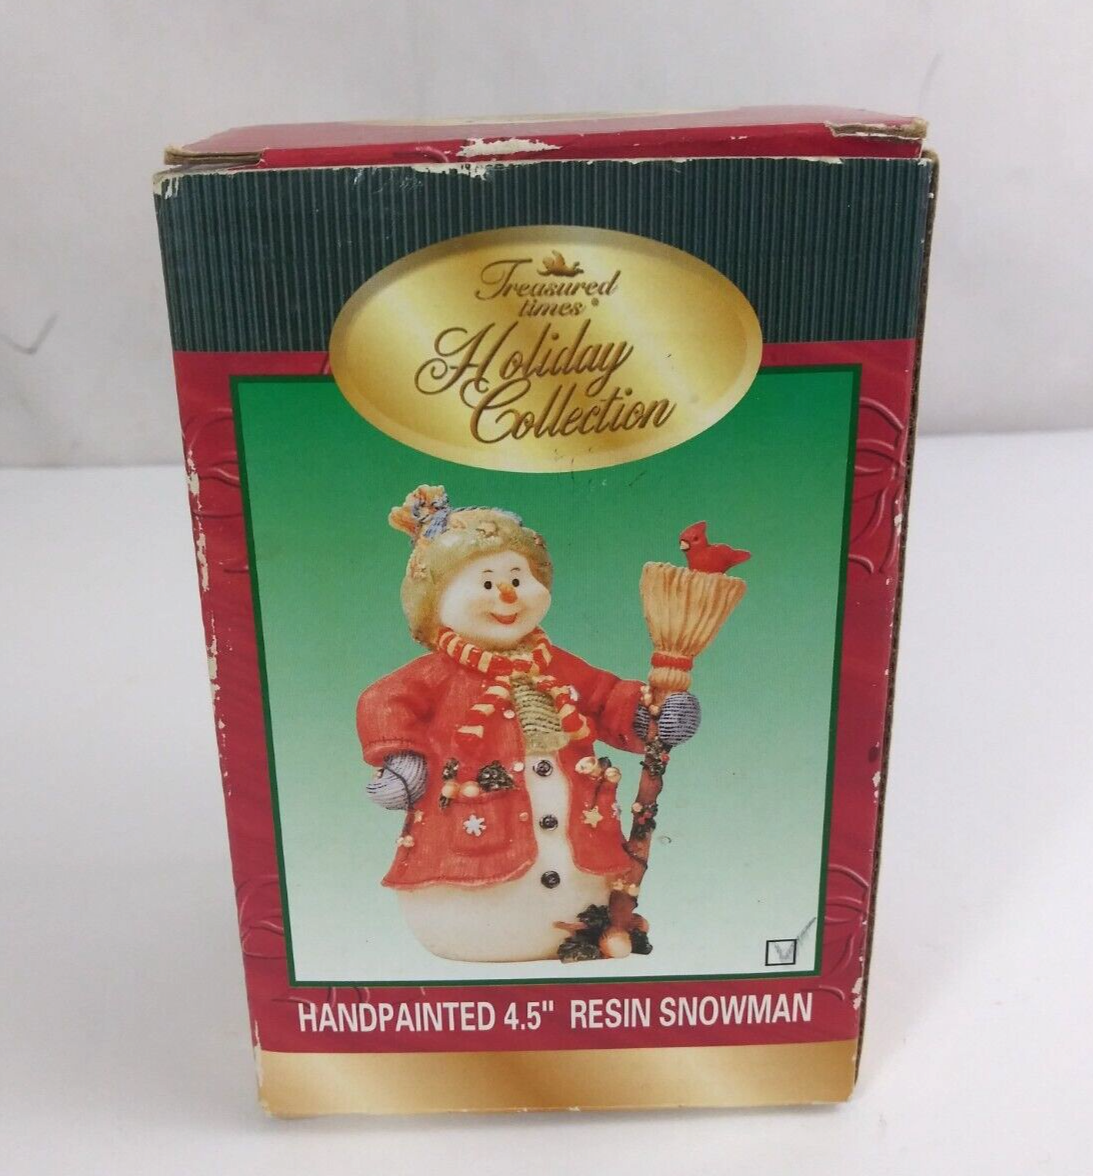 Treasured
times®
Holiday
Collection
HANDPAINTED 4.5" RESIN SNOWMAN